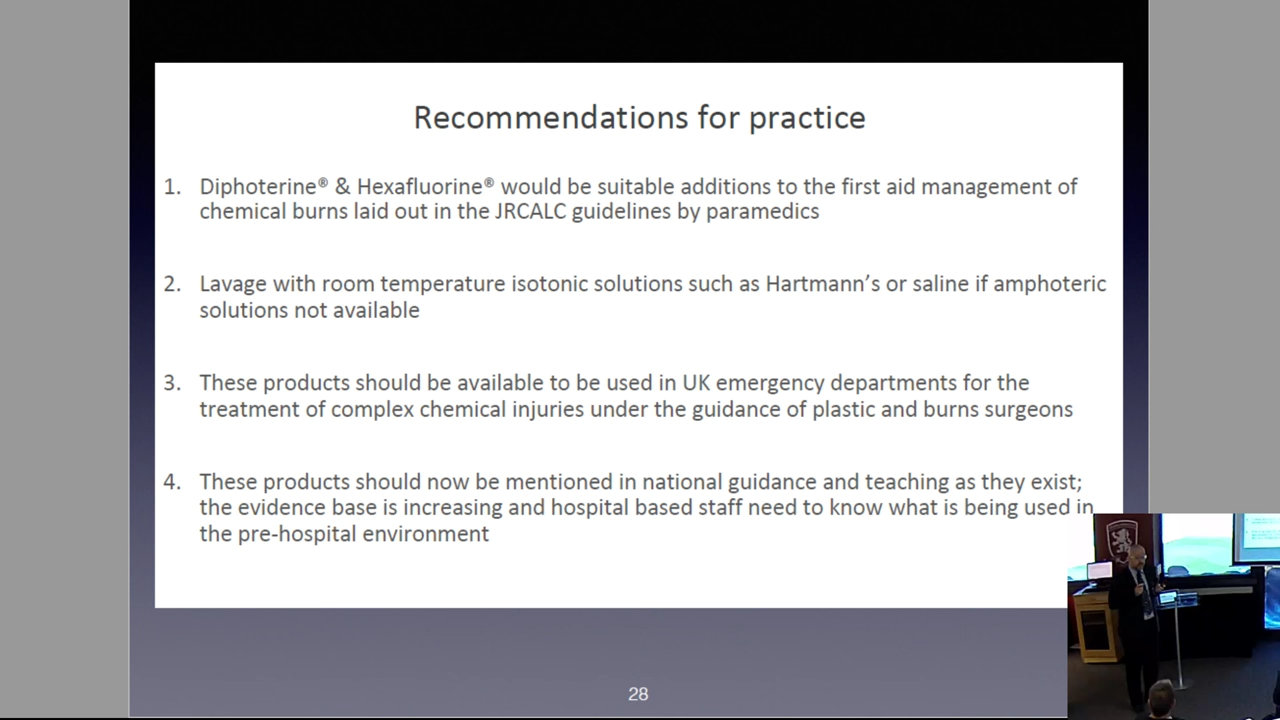 Recommendations for practice
1. Diphoterine® & Hexafluorine® would be suitable additions to the first aid management of
chemical burns laid out in the JRCALC guidelines by paramedics
2. Lavage with room temperature isotonic solutions such as Hartmann's or saline if amphoteric
solutions not available
3. These products should be available to be used in UK emergency departments for the
treatment of complex chemical injuries under the guidance of plastic and burns surgeons
4. These products should now be mentioned in national guidance and teaching as they exist;
the evidence base is increasing and hospital based staff need to know what is being used in
the pre-hospital environment
28